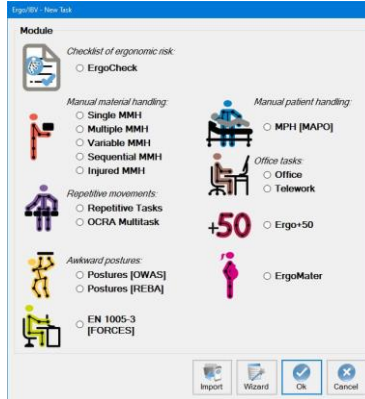 Ergo/IBV - New Task
Module
Checklist of ergonomic risk:
ErgoCheck
Manual material handling:
Single MMH
Multiple MMH
Variable MMH
Sequential MMH
Injured MMH
Repetitive movements:
Repetitive Tasks
OCRA Multitask
Awkward postures:
Postures [OWAS]
Postures [REBA]
EN 1005-3
[FORCES]
Manual patient handling:
MPH [MAPO]
Office tasks:
Office
Telework
+50
Ergo+50
ErgoMater
Import
Wizard
Ok
Cancel